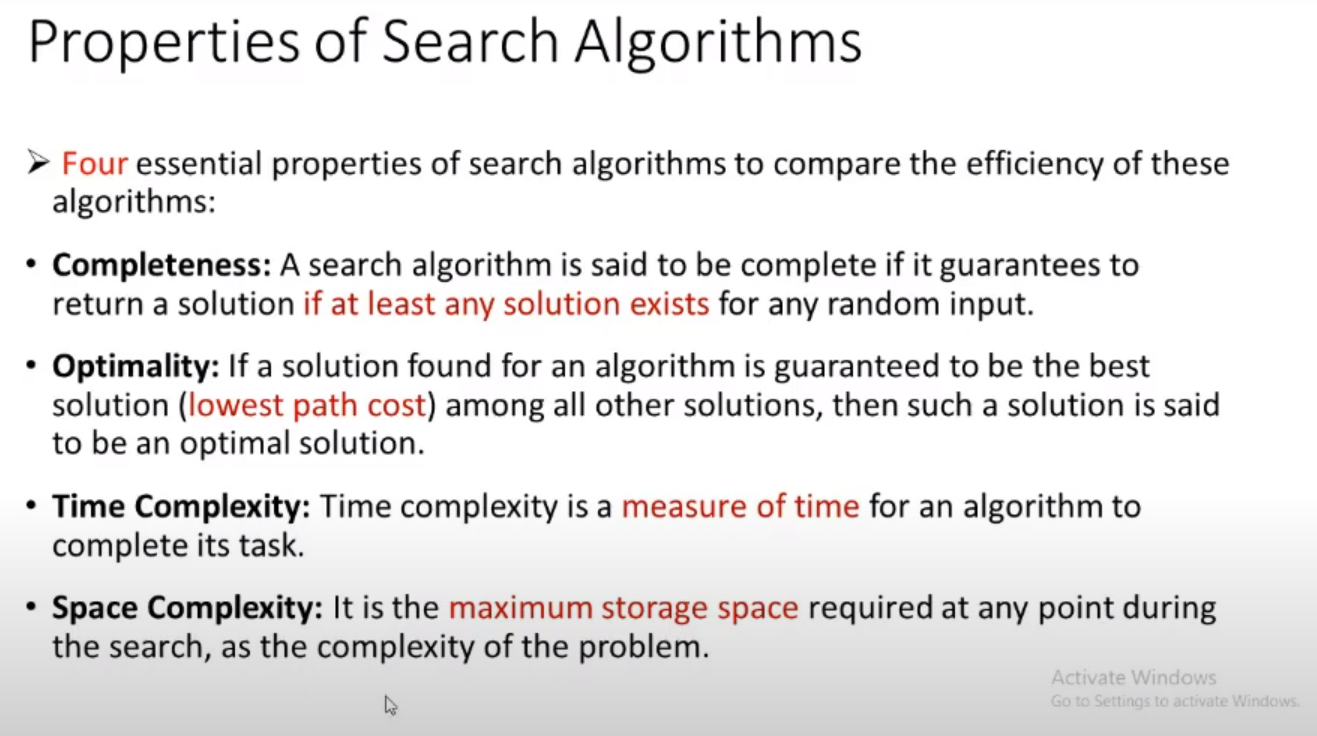 Properties of Search Algorithms
➢ Four essential properties of search algorithms to compare the efficiency of these
algorithms:
• Completeness: A search algorithm is said to be complete if it guarantees to
return a solution if at least any solution exists for any random input.
• Optimality: If a solution found for an algorithm is guaranteed to be the best
solution (lowest path cost) among all other solutions, then such a solution is said
to be an optimal solution.
• Time Complexity: Time complexity is a measure of time for an algorithm to
complete its task.
• Space Complexity: It is the maximum storage space required at any point during
the search, as the complexity of the problem.
Activate Windows
Go to Settings to activate Windows.